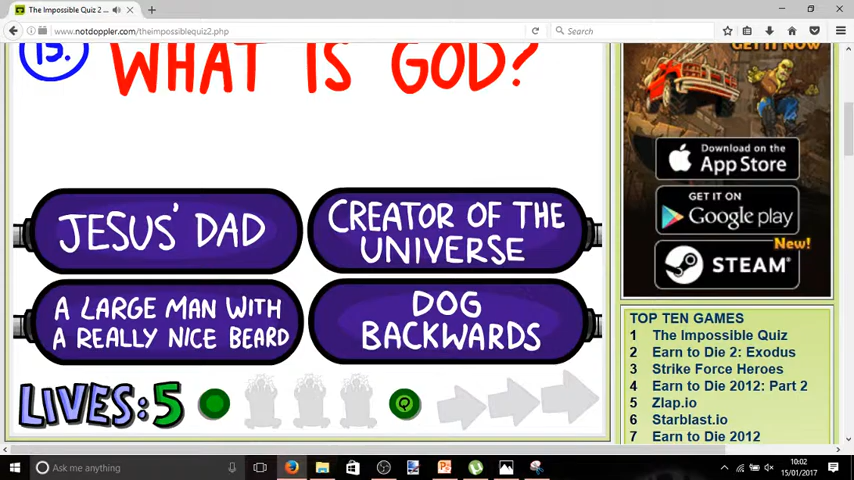 The Impossible Quiz 2
www.notdoppler.com/theimpossiblequiz2.php
Search
15.
WHAT IS GOD?
JESUS' DAD
CREATOR OF THE
UNIVERSE
A LARGE MAN WITH
A REALLY NICE BEARD
DOG
BACKWARDS
LIVES:5
GET IT NOW
Download on the
App Store
GET IT ON
Google play
New!
STEAM
TOP TEN GAMES
1 The Impossible Quiz
2 Earn to Die 2: Exodus
3 Strike Force Heroes
4 Earn to Die 2012: Part 2
5 Zlap.io
6 Starblast.io
7 Earn to Die 2012
Ask me anything
10:02
15/01/2017